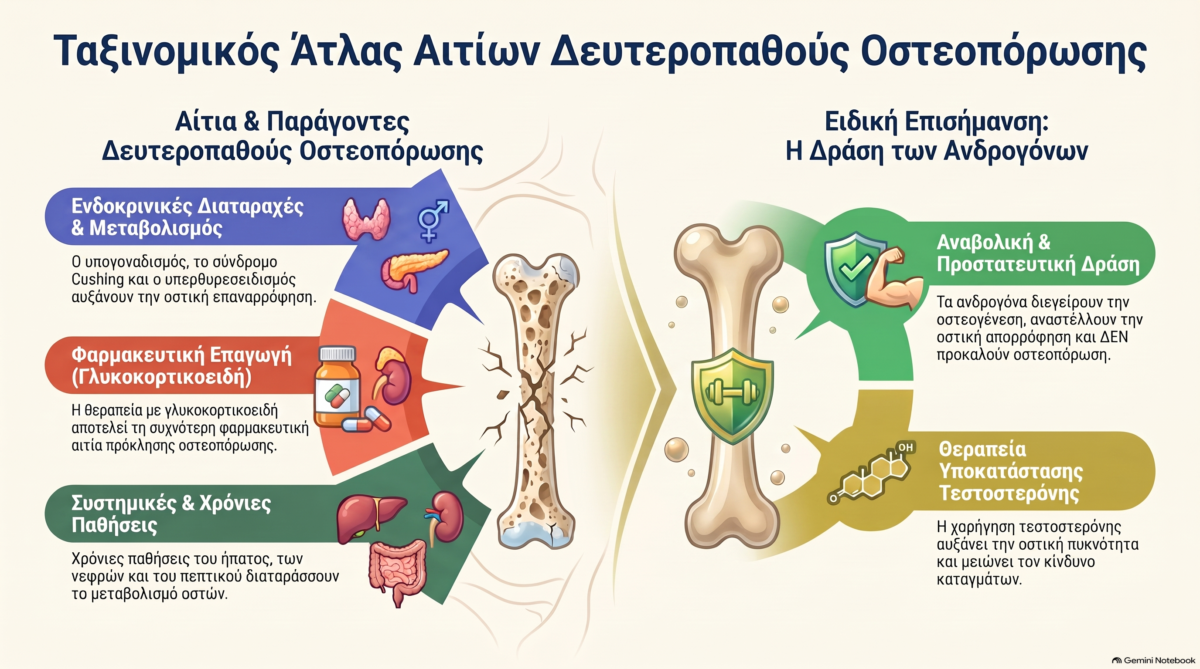 Ταξινομικός Άτλας Αιτίων Δευτεροπαθούς Οστεοπόρωσης
Αίτια & Παράγοντες
Δευτεροπαθούς Οστεοπόρωσης
Ενδοκρινικές Διαταραχές
& Μεταβολισμός
Ο υπογοναδισμός, το σύνδρομο
Cushing και ο υπερθυρεσειδισμός
αυξάνουν την οστική επαναρρόφηση.
Φαρμακευτική Επαγωγή
(Γλυκοκορτικοειδή)
Η θεραπεία με γλυκοκορτικοειδή
αποτελεί τη συχνότερη φαρμακευτική
αιτία πρόκλησης οστεοπόρωσης.
Συστημικές & Χρόνιες
Παθήσεις
Χρόνιες παθήσεις του ήπατος, των
νεφρών και του πεπτικού διαταράσσουν
το μεταβολισμό οστών.
Ειδική Επισήμανση:
Η Δράση των Ανδρογόνων
Αναβολική &
Προστατευτική Δράση
Τα ανδρογόνα διεγείρουν την
οστεογένεση, αναστέλλουν την
οστική απορρόφηση και ΔΕΝ
προκαλούν οστεοπόρωση.
OH
O
Θεραπεία
Υποκατάστασης
Τεστοστερόνης
Η χορήγηση τεστοστερόνης
αυξάνει την οστική πυκνότητα
και μειώνει τον κίνδυνο
καταγμάτων.
Gemini Notebook